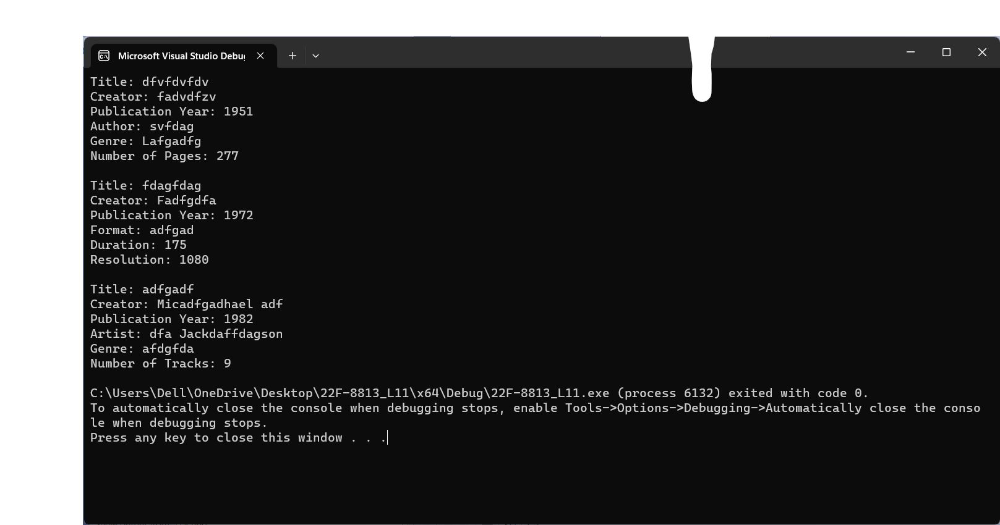 Microsoft Visual Studio Debug
Title: dfvfdvfdv
Creator: fadvdfzv
Publication Year: 1951
Author: svfdag
Genre: Lafgadfg
Number of Pages: 277
Title: fdagfdag
Creator: Fadfgdfa
Publication Year: 1972
Format: adfgad
Duration: 175
Resolution: 1080
Title: adfgadf
Creator: Micadfgadhael adf
Publication Year: 1982
Artist: dfa Jackdaffdagson
Genre: afdgfda
Number of Tracks: 9
C:\Users\Dell\OneDrive\Desktop\22F-8813_L11\x64\Debug\22F-8813_L11.exe (process 6132) exited with code 0.
To automatically close the console when debugging stops, enable Tools->Options->Debugging->Automatically close the conso
le when debugging stops.
Press any key to close this window . . .